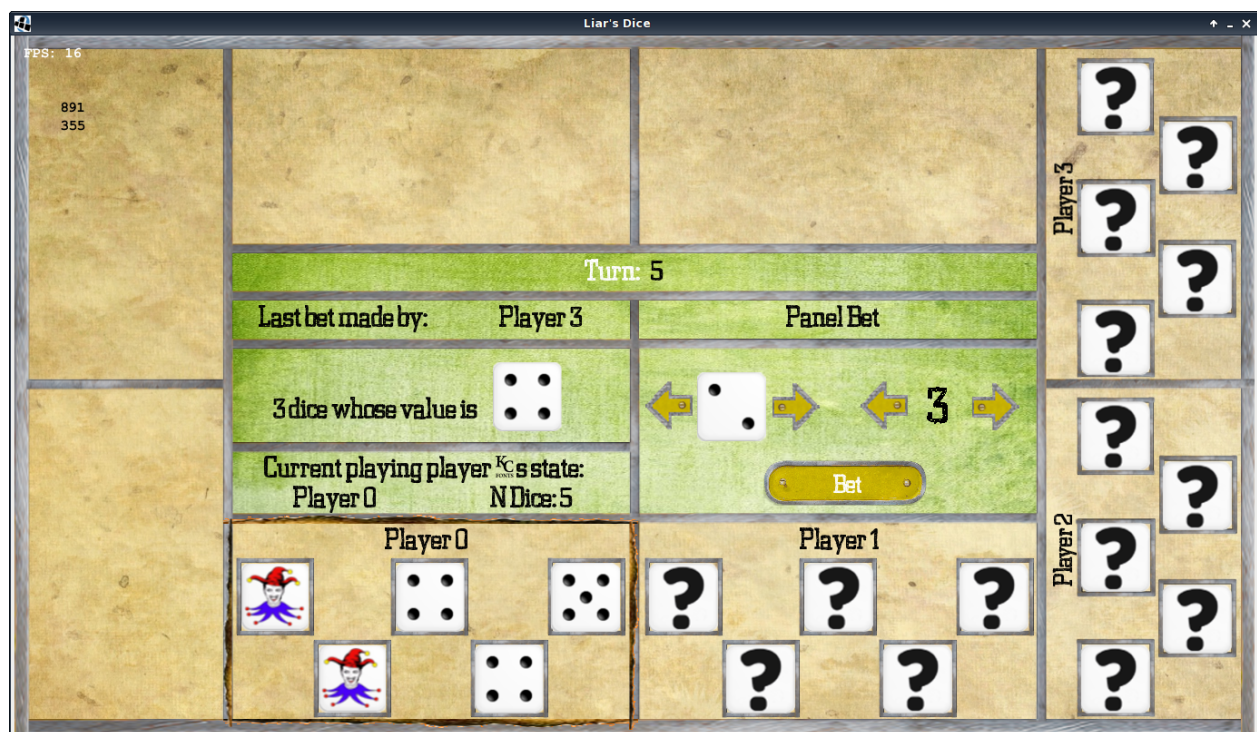 Liar's Dice
FPS: 16
891
355
Turn: 5
Last bet made by: Player 3
Panel Bet
3 dice whose value is
3
Current playing player KC FONTS s state:
Player 0 N Dice: 5
Bet
Player 0
Player 1
Player 2
Player 3
? ? ? ? ?
? ? ? ? ?
? ? ? ? ?